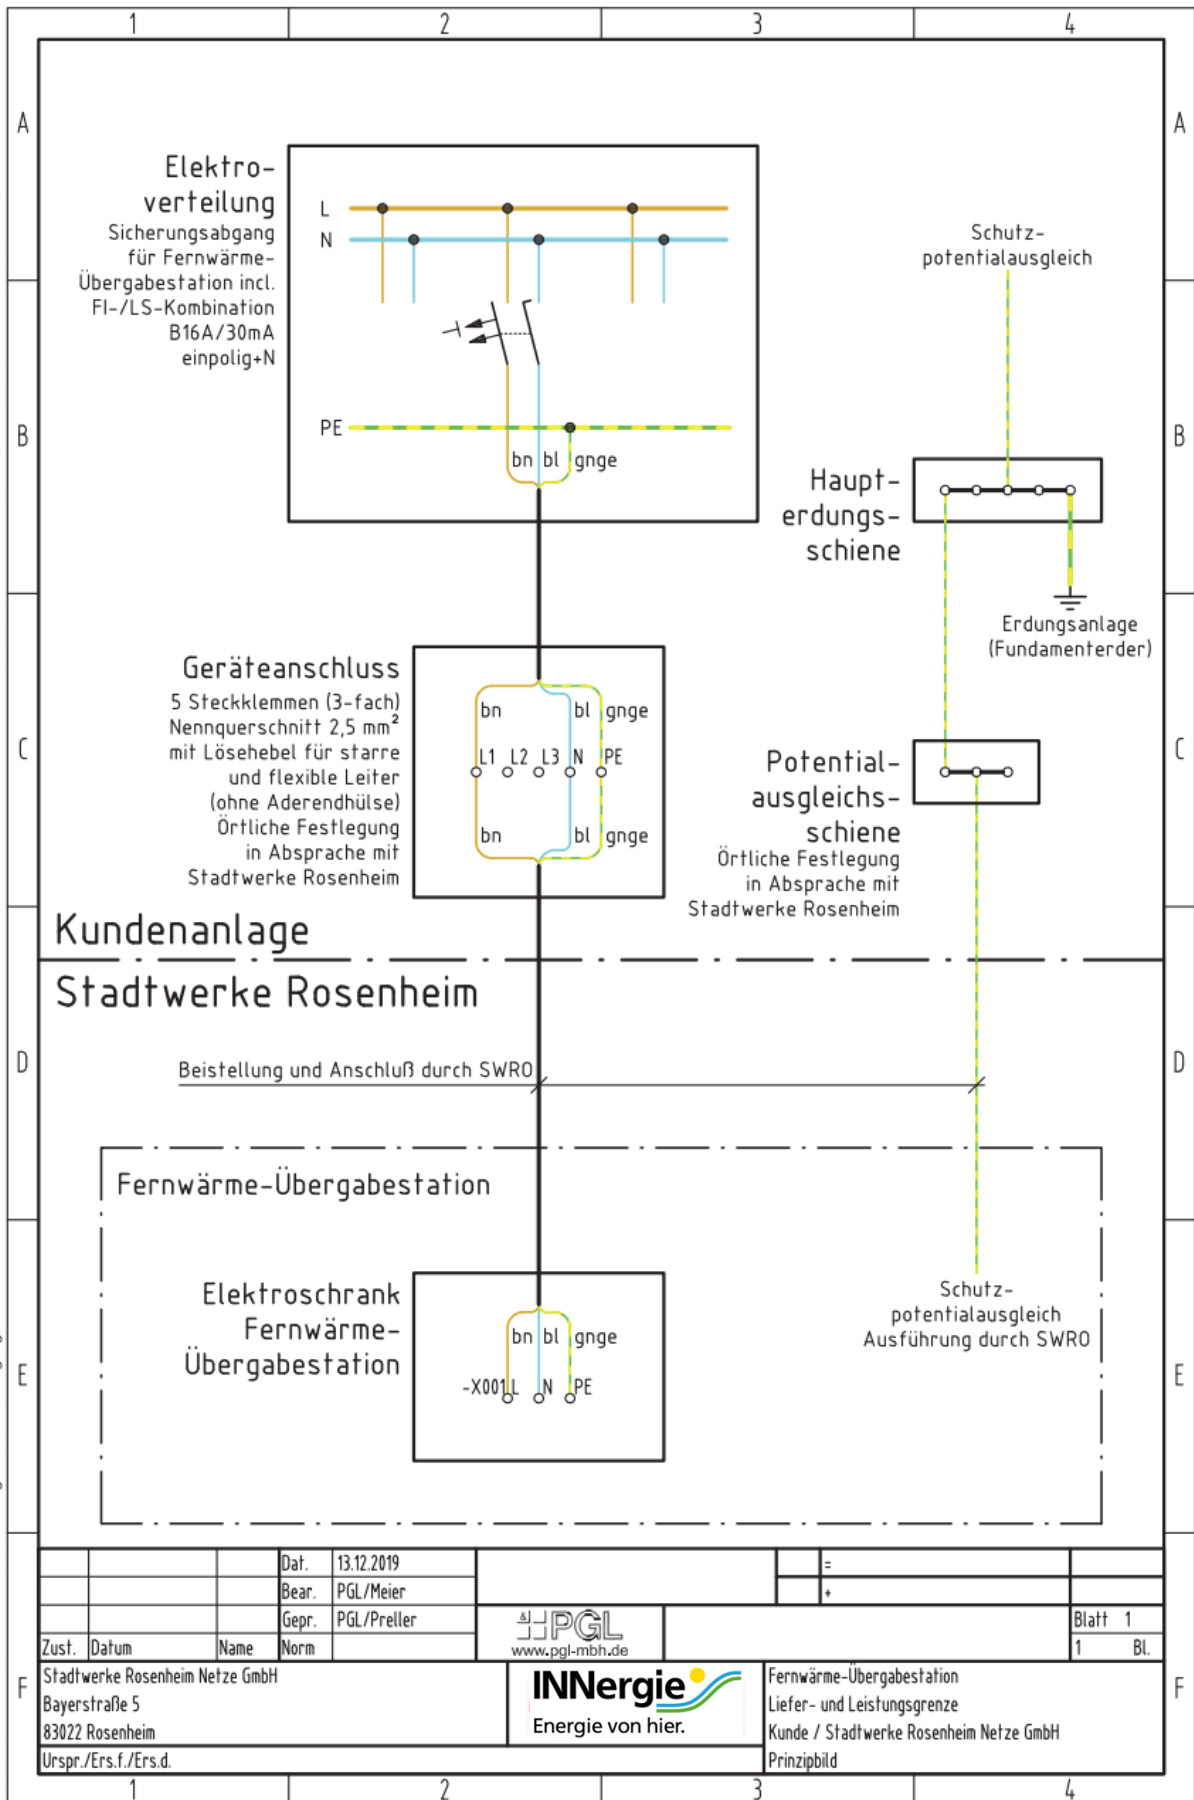 1 2 3 4
A A
Elektro-
verteilung
Sicherungsabgang
für Fernwärme-
Übergabestation incl.
FI-/LS-Kombination
B16A/30mA
einpolig+N
L
N
PE
bn bl gnge
Schutz-
potentialausgleich
B B
Haupt-
erdungs-
schiene
Erdungsanlage
(Fundamenterder)
Geräteanschluss
5 Steckklemmen (3-fach)
Nennquerschnitt 2,5 mm²
mit Lösehebel für starre
und flexible Leiter
(ohne Aderendhülse)
Örtliche Festlegung
in Absprache mit
Stadtwerke Rosenheim
bn bl gnge
L1 L2 L3 N PE
bn bl gnge
C C
Potential-
ausgleichs-
schiene
Örtliche Festlegung
in Absprache mit
Stadtwerke Rosenheim
Kundenanlage
Stadtwerke Rosenheim
D D
Beistellung und Anschluß durch SWRO
Fernwärme-Übergabestation
Elektroschrank
Fernwärme-
Übergabestation
bn bl gnge
-X001 L N PE
Schutz-
potentialausgleich
Ausführung durch SWRO
E E
Dat. 13.12.2019 =
Bear. PGL/Meier +
Gepr. PGL/Preller
& PGL
www.pgl-mbh.de
Blatt 1
1 Bl.
Zust. Datum Name Norm
F F
Stadtwerke Rosenheim Netze GmbH
Bayerstraße 5
83022 Rosenheim
Urspr./Ers.f./Ers.d.
INNergie
Energie von hier.
Fernwärme-Übergabestation
Liefer- und Leistungsgrenze
Kunde / Stadtwerke Rosenheim Netze GmbH
Prinzipbild
1 2 3 4